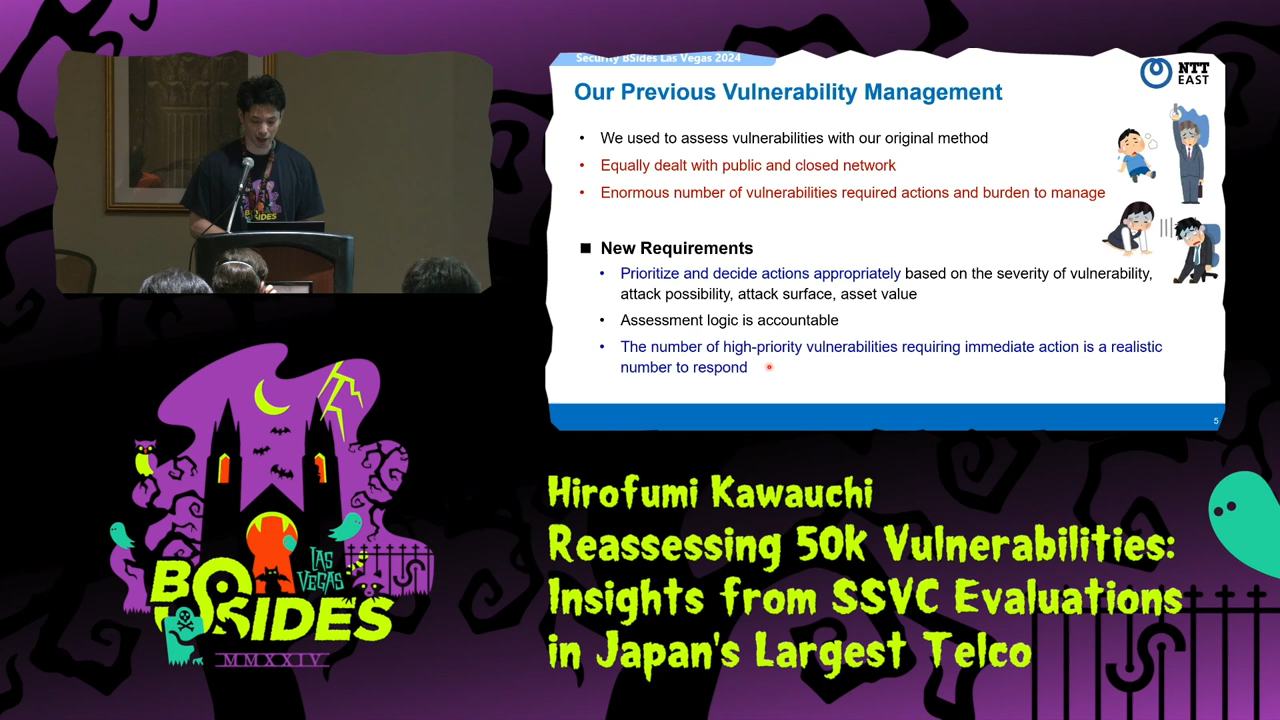 Security BSides Las Vegas 2024
NTT
EAST
Our Previous Vulnerability Management
• We used to assess vulnerabilities with our original method
• Equally dealt with public and closed network
• Enormous number of vulnerabilities required actions and burden to manage
■ New Requirements
• Prioritize and decide actions appropriately based on the severity of vulnerability,
attack possibility, attack surface, asset value
• Assessment logic is accountable
• The number of high-priority vulnerabilities requiring immediate action is a realistic
number to respond
5
BSIDES
LAS
VEGAS
BSIDES
MMXXIV
Hirofumi Kawauchi
Reassessing 50k Vulnerabilities:
Insights from SSVC Evaluations
in Japan's Largest Telco